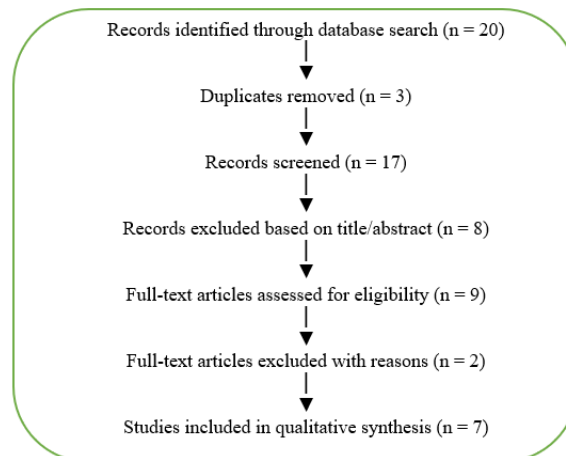 Records identified through database search (n = 20)
Duplicates removed (n = 3)
Records screened (n = 17)
Records excluded based on title/abstract (n = 8)
Full-text articles assessed for eligibility (n = 9)
Full-text articles excluded with reasons (n = 2)
Studies included in qualitative synthesis (n = 7)